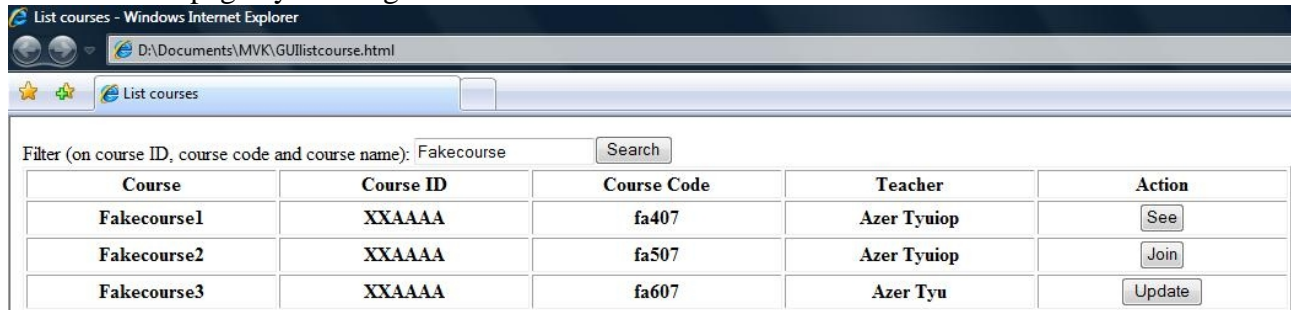 List courses - Windows Internet Explorer
D:\Documents\MVK\GUIlistcourse.html
List courses
Filter (on course ID, course code and course name): Fakecourse Search
Course Course ID Course Code Teacher Action
Fakecourse1 XXAAAA fa407 Azer Tyuiop See
Fakecourse2 XXAAAA fa507 Azer Tyuiop Join
Fakecourse3 XXAAAA fa607 Azer Tyu Update